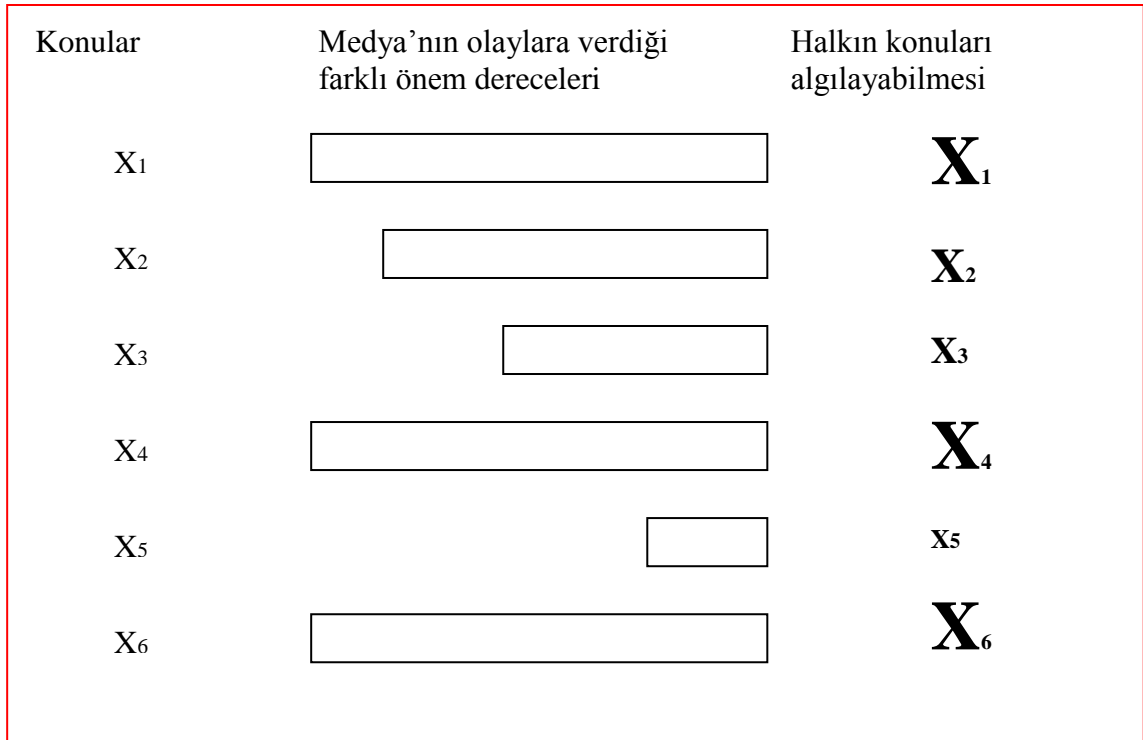 Konular
Medya’nın olaylara verdiği
farklı önem dereceleri
Halkın konuları
algılayabilmesi
X1 X1
X2 X2
X3 X3
X4 X4
X5 X5
X6 X6